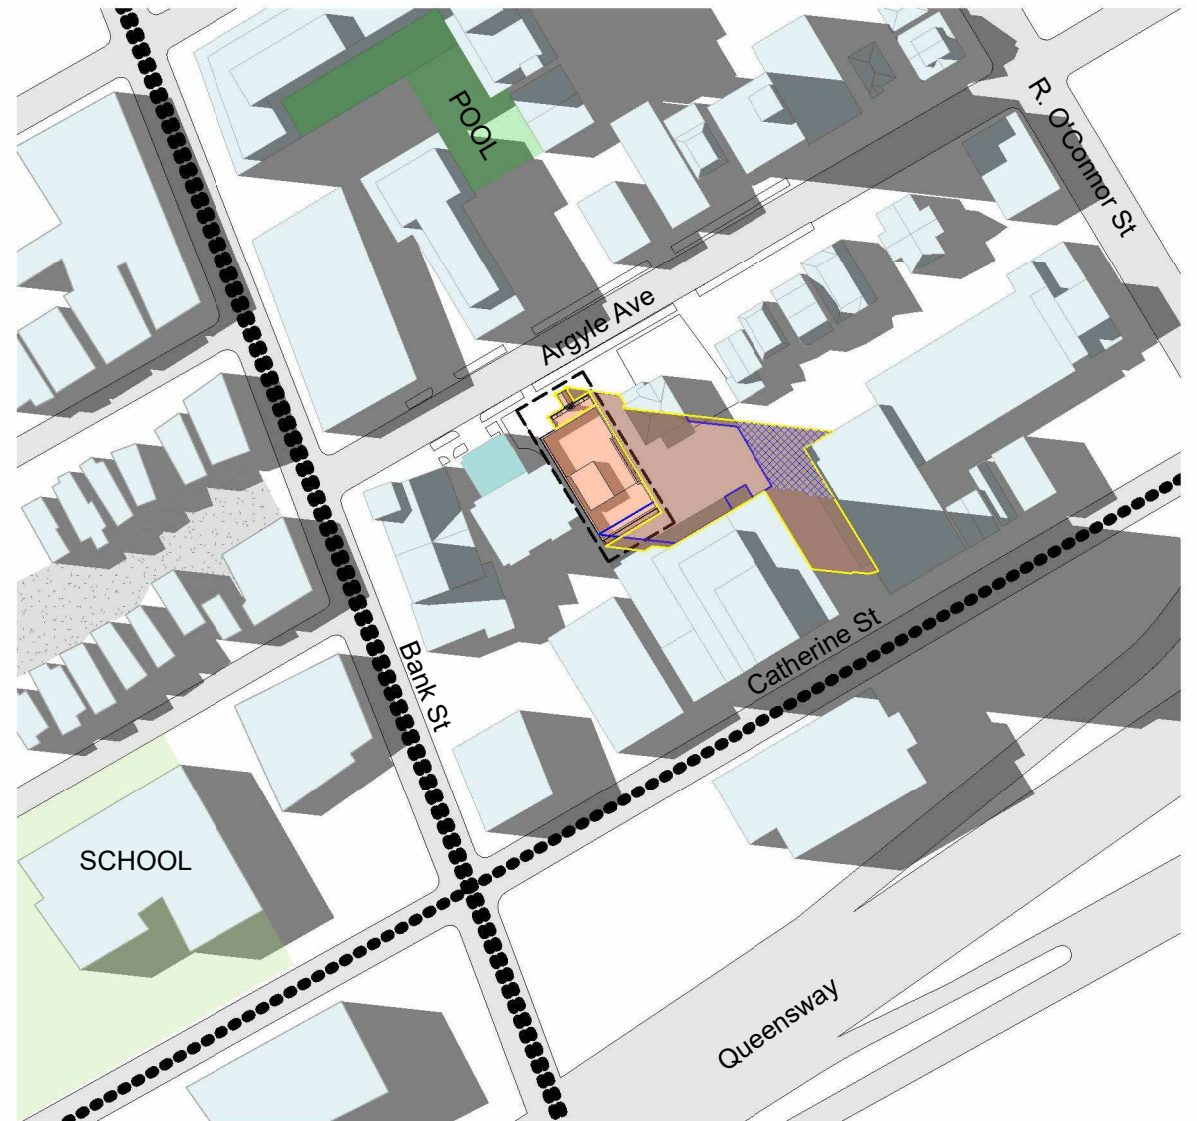 POOL
R. O'Connor St
Argyle Ave
Catherine St
Bank St
SCHOOL
Queensway